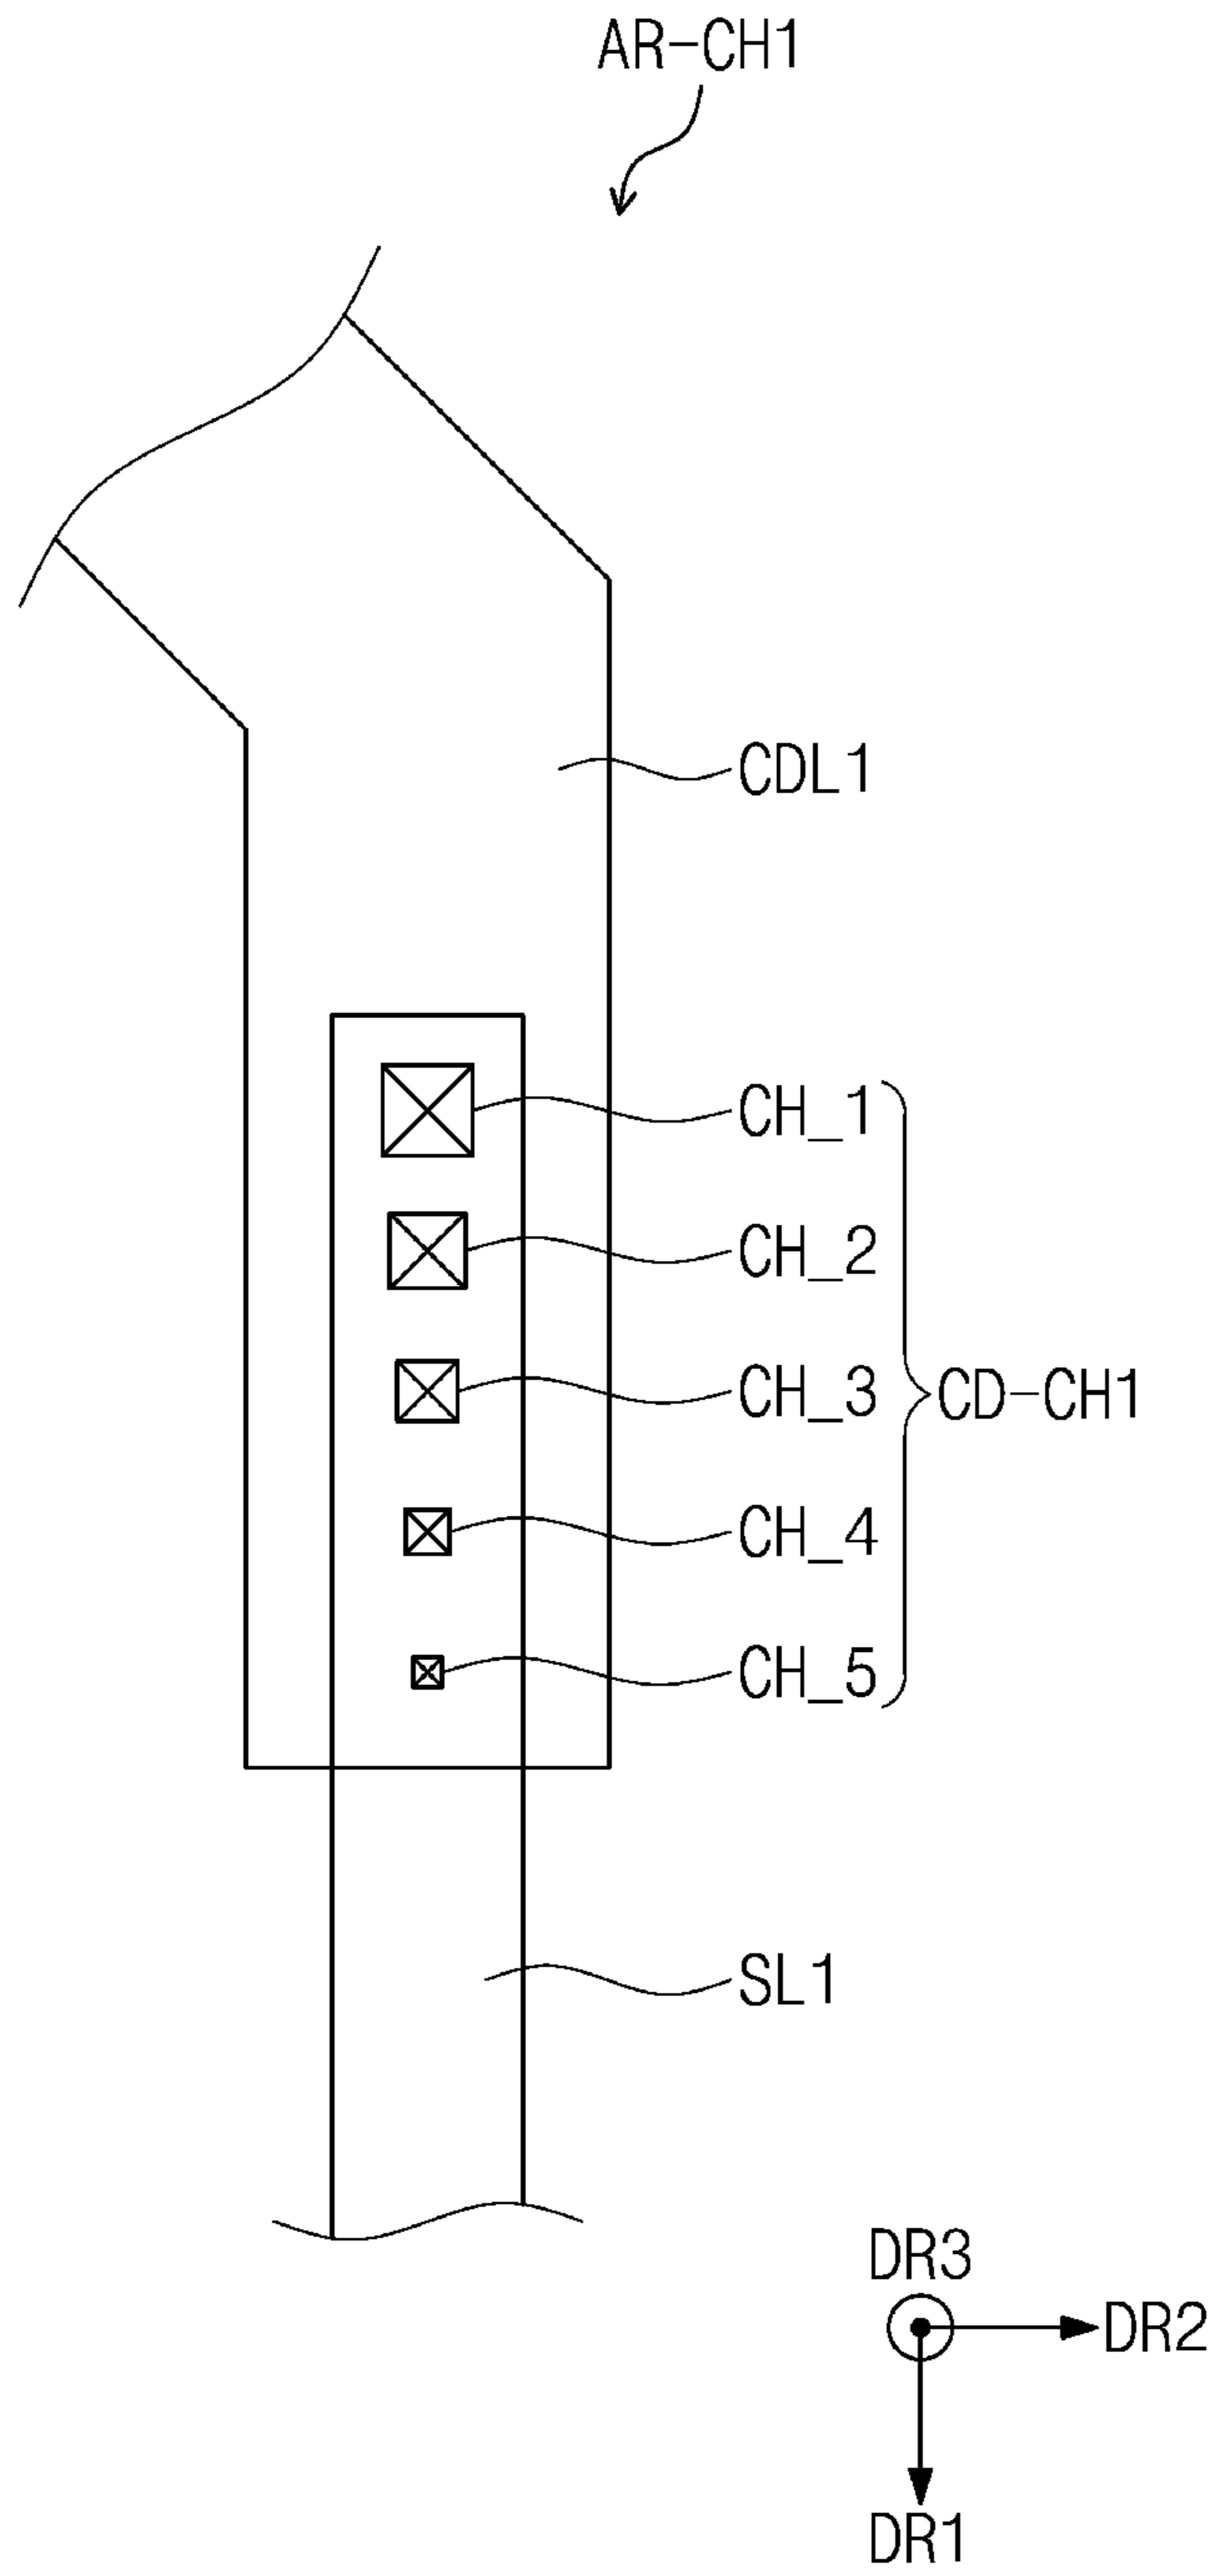 AR-CH1
CDL1
CH_1
CH_2
CH_3
CD-CH1
CH_4
CH_5
SL1
DR3
DR2
DR1